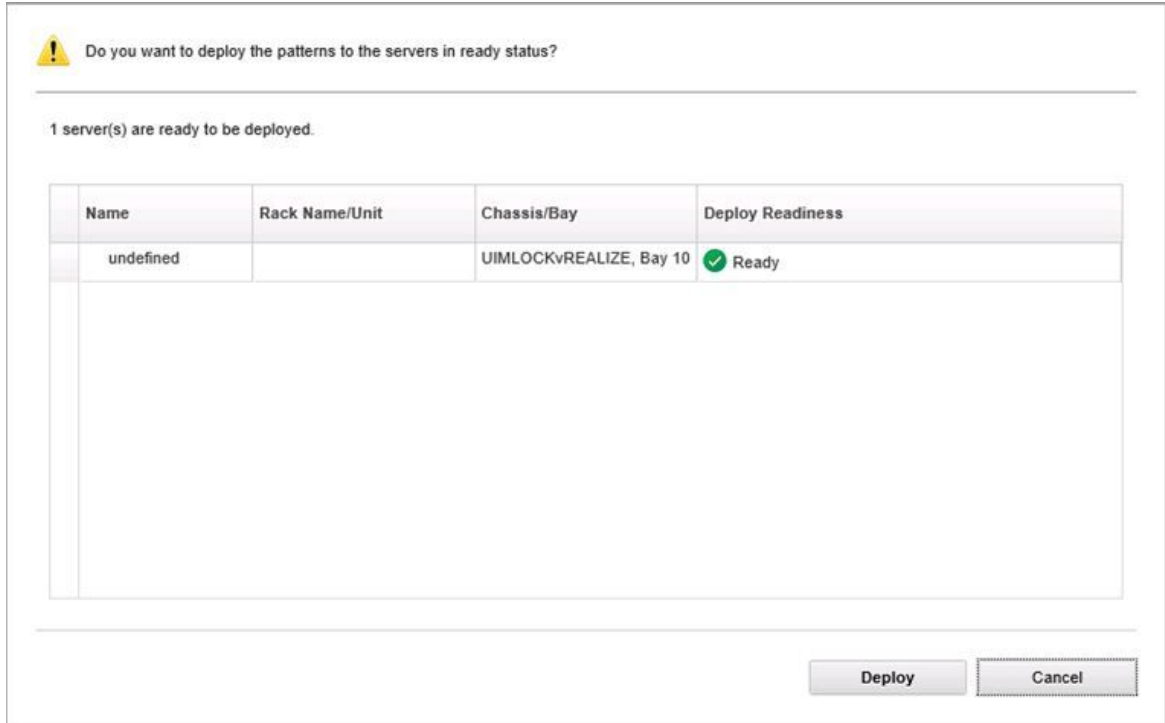 Do you want to deploy the patterns to the servers in ready status?
1 server(s) are ready to be deployed.
Name Rack Name/Unit Chassis/Bay Deploy Readiness
undefined UIMLOCKvREALIZE, Bay 10 Ready
Deploy Cancel